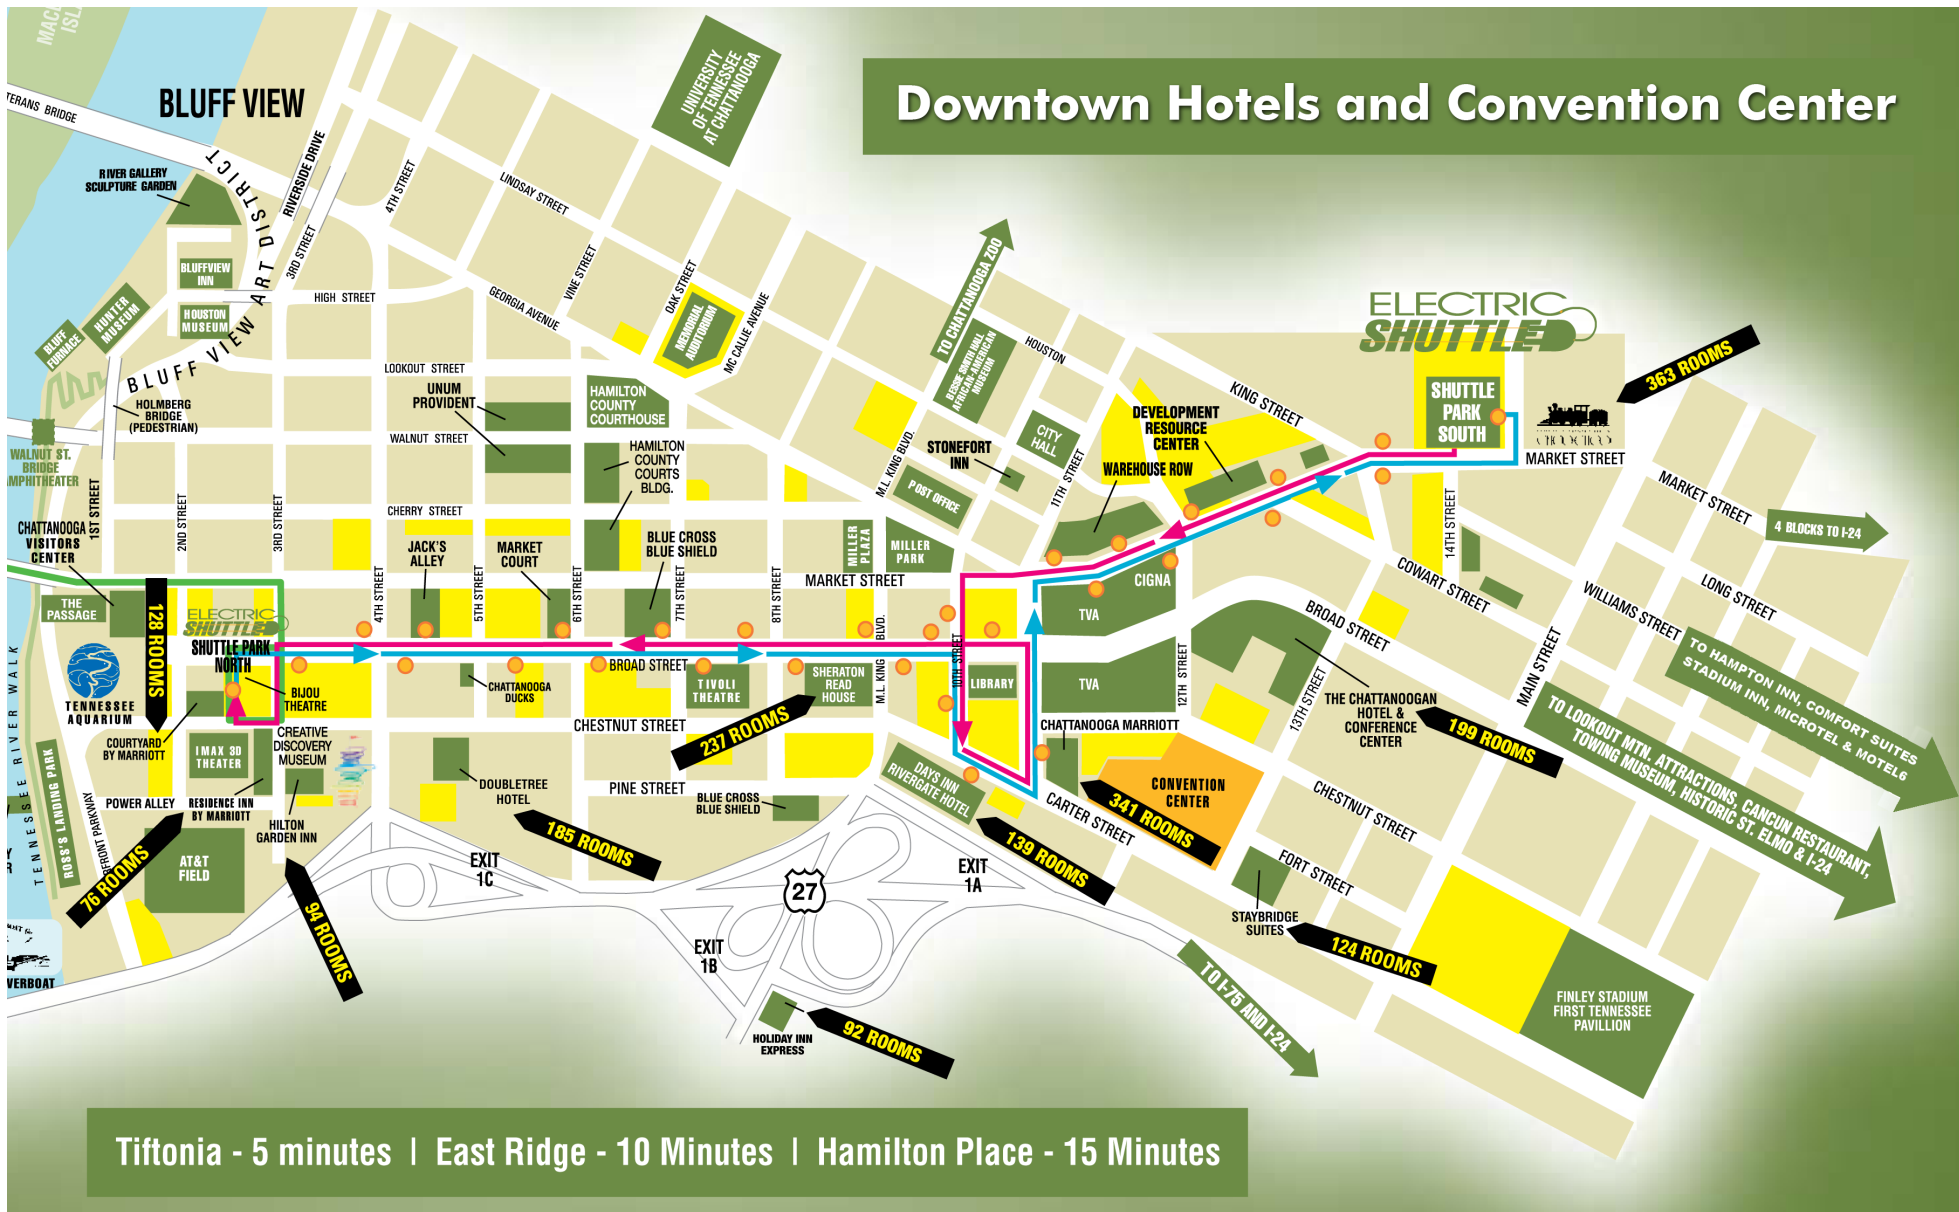 Downtown Hotels and Convention Center
BLUFF VIEW
TERANS BRIDGE
RIVER GALLERY
SCULPTURE GARDEN
BLUFF VIEW ART DISTRICT
RIVERSIDE DRIVE
3RD STREET
4TH STREET
UNIVERSITY
OF TENNESSEE
AT CHATTANOOGA
LINDSAY STREET
VINE STREET
OAK STREET
MC CALLIE AVENUE
GEORGIA AVENUE
MEMORIAL
AUDITORIUM
HIGH STREET
BLUFFVIEW
INN
HOUSTON
MUSEUM
HUNTER
MUSEUM
BLUFF
FURNACE
HOLMBERG
BRIDGE
(PEDESTRIAN)
WALNUT ST.
BRIDGE
AMPHITHEATER
LOOKOUT STREET
UNUM
PROVIDENT
WALNUT STREET
HAMILTON
COUNTY
COURTHOUSE
HAMILTON
COUNTY
COURTS
BLDG.
CHERRY STREET
CHATTANOOGA
VISITORS
CENTER
1ST STREET
2ND STREET
3RD STREET
4TH STREET
5TH STREET
6TH STREET
7TH STREET
8TH STREET
JACK'S
ALLEY
MARKET
COURT
BLUE CROSS
BLUE SHIELD
MILLER
PLAZA
MILLER
PARK
MARKET STREET
M.L. KING BLVD.
POST OFFICE
STONEFORT
INN
CITY
HALL
11TH STREET
TO CHATTANOOGA ZOO
BESSIE SMITH HALL
AFRICAN-AMERICAN
MUSEUM
HOUSTON
KING STREET
DEVELOPMENT
RESOURCE
CENTER
WAREHOUSE ROW
ELECTRIC
SHUTTLE
SHUTTLE
PARK
SOUTH
363 ROOMS
MARKET STREET
MARKET STREET
4 BLOCKS TO I-24
14TH STREET
COWART STREET
LONG STREET
WILLIAMS STREET
BROAD STREET
MAIN STREET
TO HAMPTON INN, COMFORT SUITES
STADIUM INN, MICROTEL & MOTEL6
TO LOOKOUT MTN. ATTRACTIONS, CANCUN RESTAURANT,
TOWING MUSEUM, HISTORIC ST. ELMO & I-24
CIGNA
TVA
TVA
12TH STREET
13TH STREET
THE CHATTANOOGAN
HOTEL &
CONFERENCE
CENTER
199 ROOMS
THE
PASSAGE
128 ROOMS
ELECTRIC
SHUTTLE
SHUTTLE PARK
NORTH
BIJOU
THEATRE
TENNESSEE
AQUARIUM
BROAD STREET
CHATTANOOGA
DUCKS
TIVOLI
THEATRE
SHERATON
READ
HOUSE
M.L. KING BLVD.
10TH STREET
LIBRARY
237 ROOMS
CHESTNUT STREET
CHATTANOOGA MARRIOTT
COURTYARD
BY MARRIOTT
IMAX 3D
THEATER
CREATIVE
DISCOVERY
MUSEUM
POWER ALLEY
RESIDENCE INN
BY MARRIOTT
HILTON
GARDEN INN
DOUBLETREE
HOTEL
PINE STREET
BLUE CROSS
BLUE SHIELD
DAYS INN
RIVERGATE HOTEL
CONVENTION
CENTER
CARTER STREET
341 ROOMS
139 ROOMS
185 ROOMS
CHESTNUT STREET
FORT STREET
STAYBRIDGE
SUITES
124 ROOMS
FINLEY STADIUM
FIRST TENNESSEE
PAVILLION
TENNESSEE RIVER WALK
ROSS'S LANDING PARK
RFRONT PARKWAY
76 ROOMS
AT&T
FIELD
94 ROOMS
EXIT
1C
27
EXIT
1A
EXIT
1B
HOLIDAY INN
EXPRESS
92 ROOMS
TO I-75 AND I-24
VERBOAT
Tiftonia - 5 minutes | East Ridge - 10 Minutes | Hamilton Place - 15 Minutes